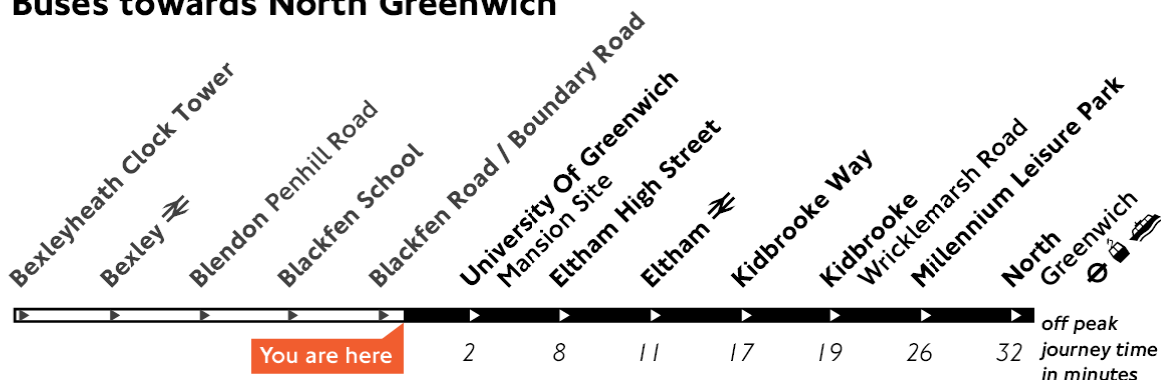 Buses towards North Greenwich
Bexleyheath Clock Tower
Bexley
Blendon Penhill Road
Blackfen School
Blackfen Road / Boundary Road
University Of Greenwich
Mansion Site
Eltham High Street
Eltham
Kidbrooke Way
Kidbrooke
Wricklemarsh Road
Millennium Leisure Park
North
Greenwich
You are here
2 8 11 17 19 26 32
off peak
journey time
in minutes